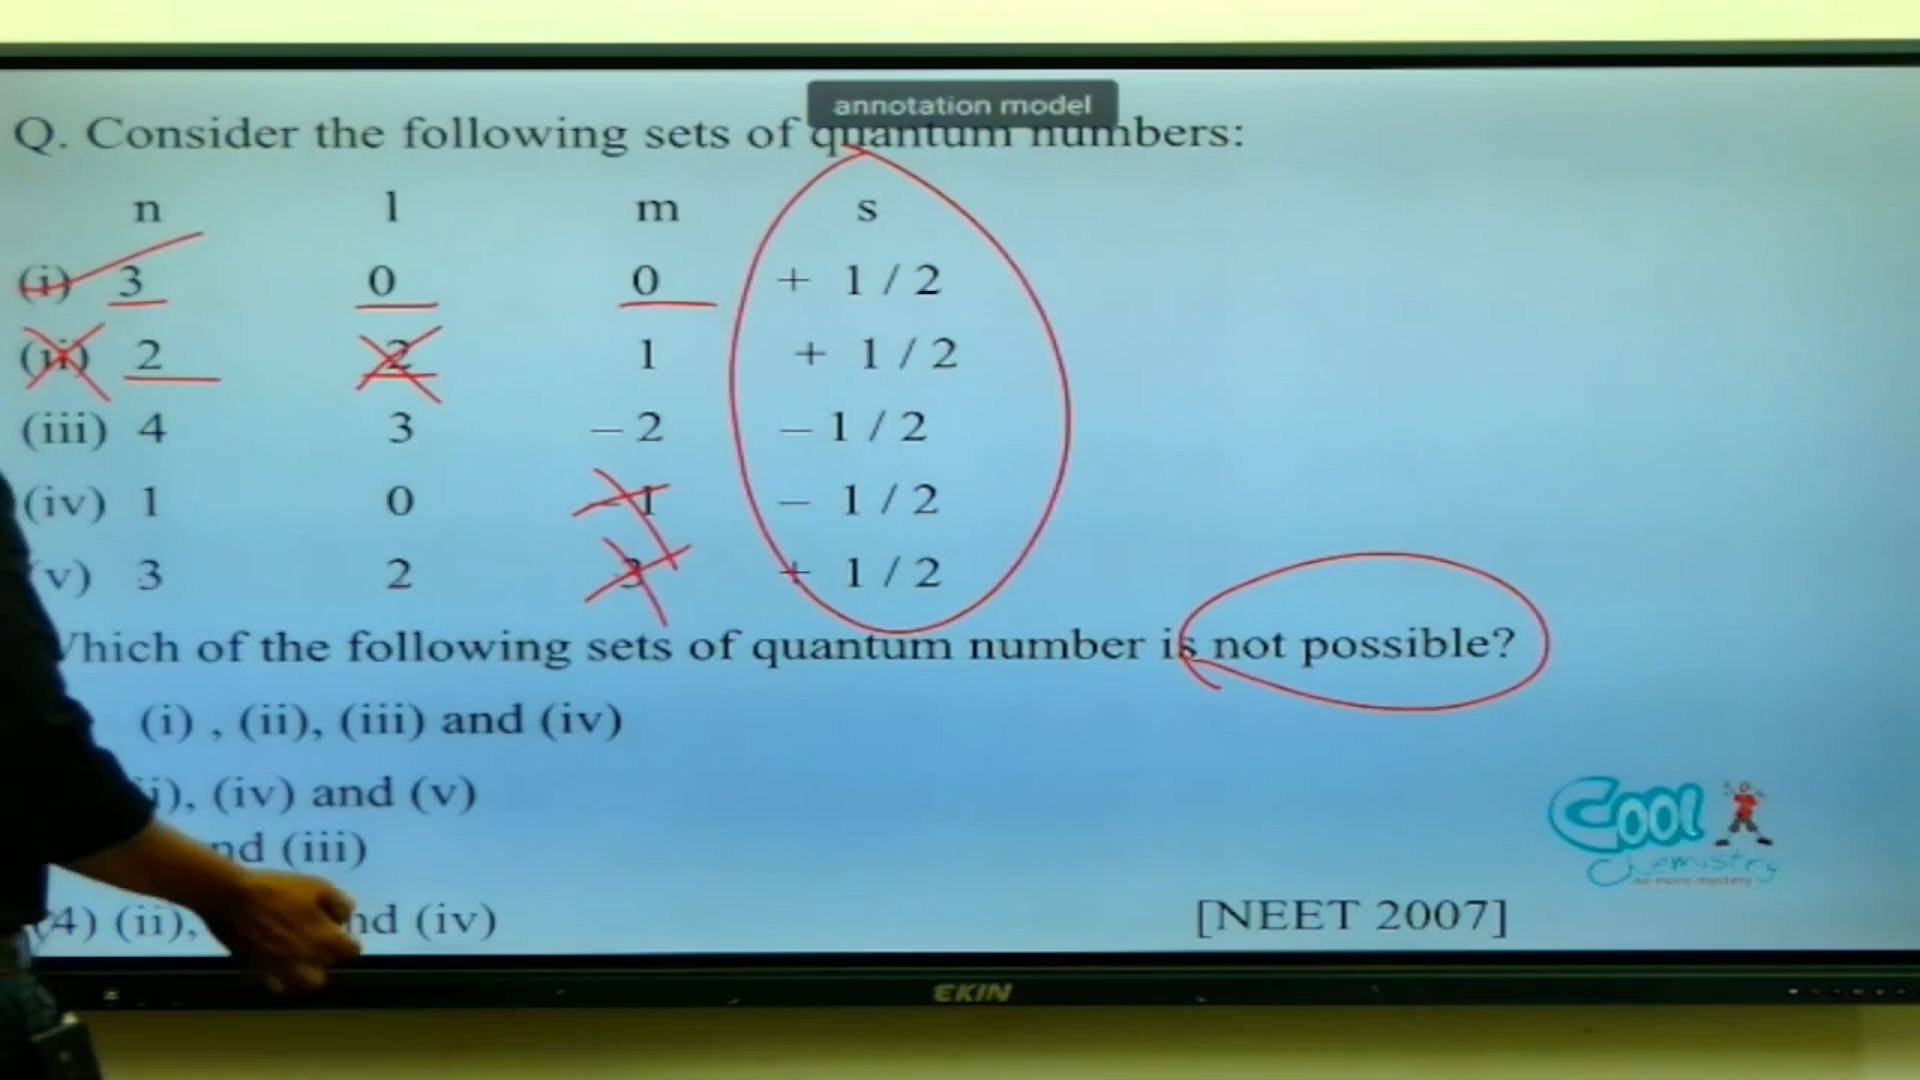 annotation model
Q. Consider the following sets of quantum numbers:
n l m s
(i) 3 0 0 + 1 / 2
(ii) 2 2 1 + 1 / 2
(iii) 4 3 – 2 – 1 / 2
(iv) 1 0 – 1 – 1 / 2
(v) 3 2 3 + 1 / 2
Which of the following sets of quantum number is not possible?
(i) , (ii), (iii) and (iv)
(iv) and (v)
(iii)
(4) (ii), and (iv)
[NEET 2007]
Cool
Chemistry
EKIN